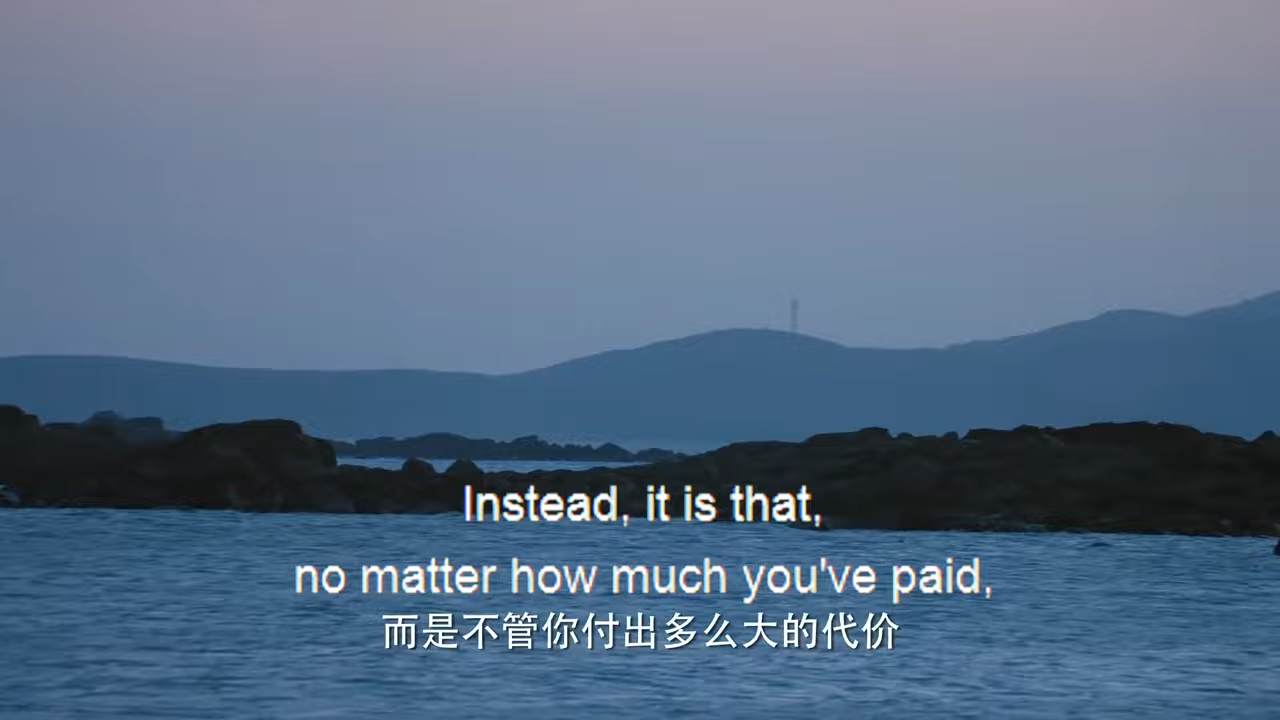 Instead, it is that,
no matter how much you've paid,
而是不管你付出多么大的代价